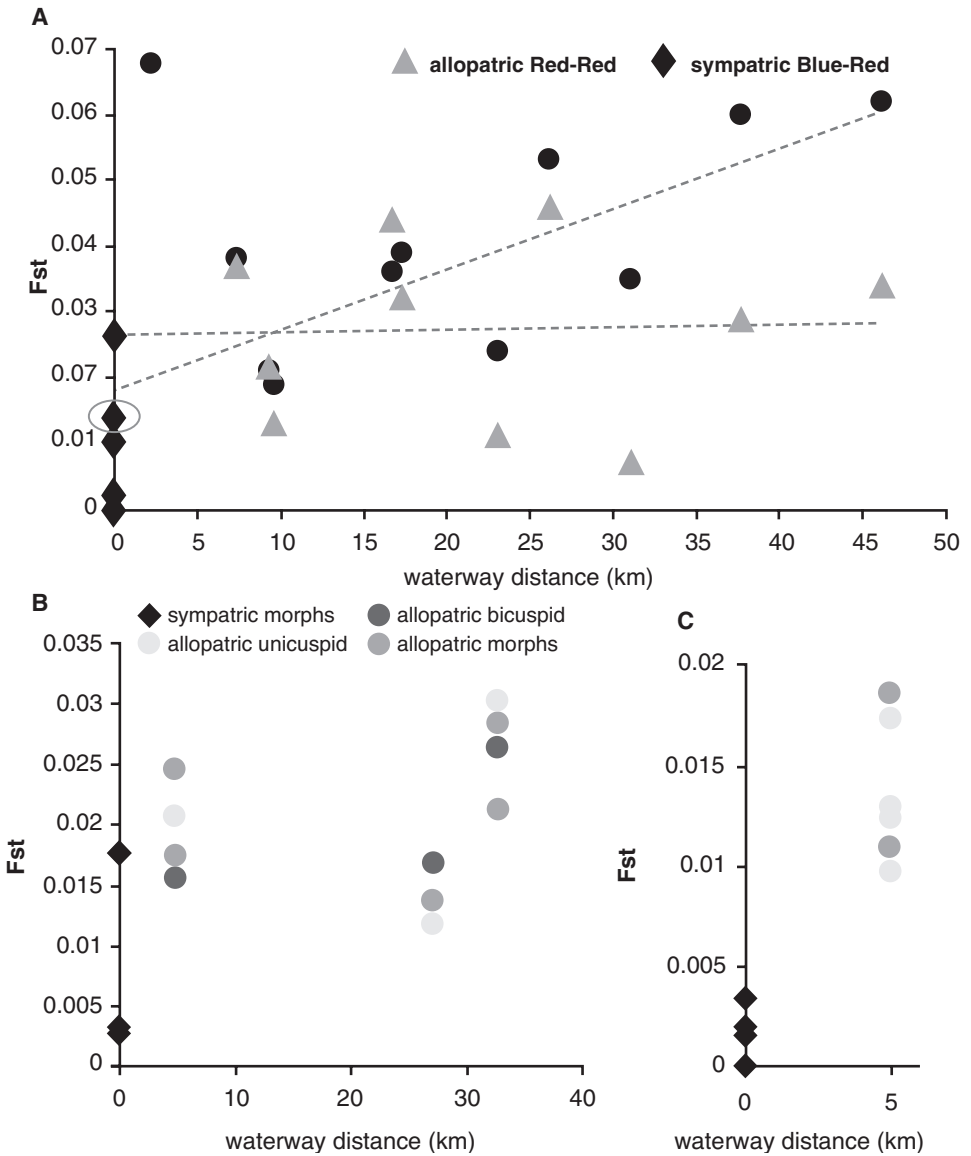 A
0.07
0.06
0.05
0.04
0.03
0.07
0.01
0
Fst
allopatric Red-Red
sympatric Blue-Red
0 5 10 15 20 25 30 35 40 45 50
waterway distance (km)
B
sympatric morphs
allopatric bicuspid
allopatric unicuspid
allopatric morphs
0.035
0.03
0.025
0.02
0.015
0.01
0.005
0
Fst
0 10 20 30 40
waterway distance (km)
C
0.02
0.015
0.01
0.005
0
Fst
0 5
waterway distance (km)